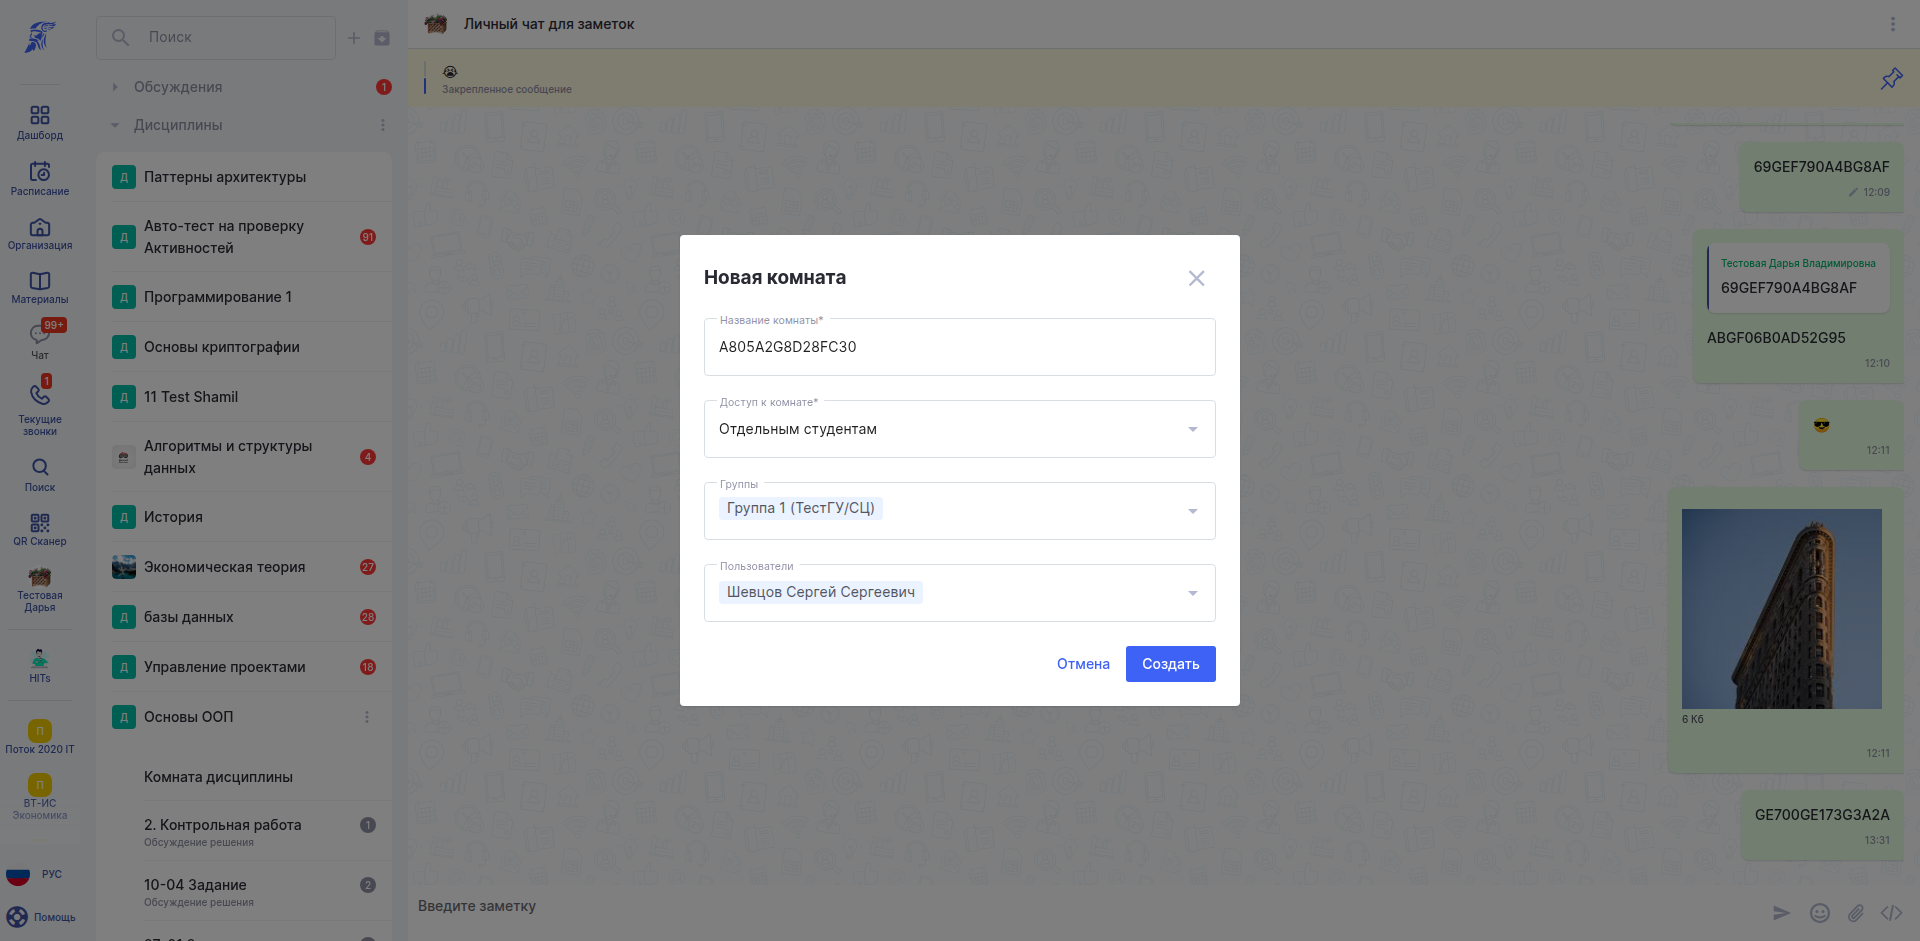 Дашборд
Расписание
Организация
Материалы
99+
Чат
1
Текущие
звонки
Поиск
QR Сканер
Тестовая
Дарья
HITs
П
Поток 2020 IT
П
ВТ-ИС
Экономика
РУС
Помощь
Поиск
Обсуждения
1
Дисциплины
Д
Паттерны архитектуры
Д
Авто-тест на проверку
Активностей
91
Д
Программирование 1
Д
Основы криптографии
Д
11 Test Shamil
Алгоритмы и структуры
данных
4
Д
История
Экономическая теория
27
Д
базы данных
28
Д
Управление проектами
18
Д
Основы ООП
Комната дисциплины
2. Контрольная работа
1
Обсуждение решения
10-04 Задание
2
Обсуждение решения
Личный чат для заметок
Закрепленное сообщение
69GEF790A4BG8AF
12:09
Тестовая Дарья Владимировна
69GEF790A4BG8AF
ABGF06B0AD52G95
12:10
12:11
6 Кб
12:11
GE700GE173G3A2A
13:31
Введите заметку
Новая комната
Название комнаты*
A805A2G8D28FC30
Доступ к комнате*
Отдельным студентам
Группы
Группа 1 (ТестГУ/СЦ)
Пользователи
Шевцов Сергей Сергеевич
Отмена
Создать